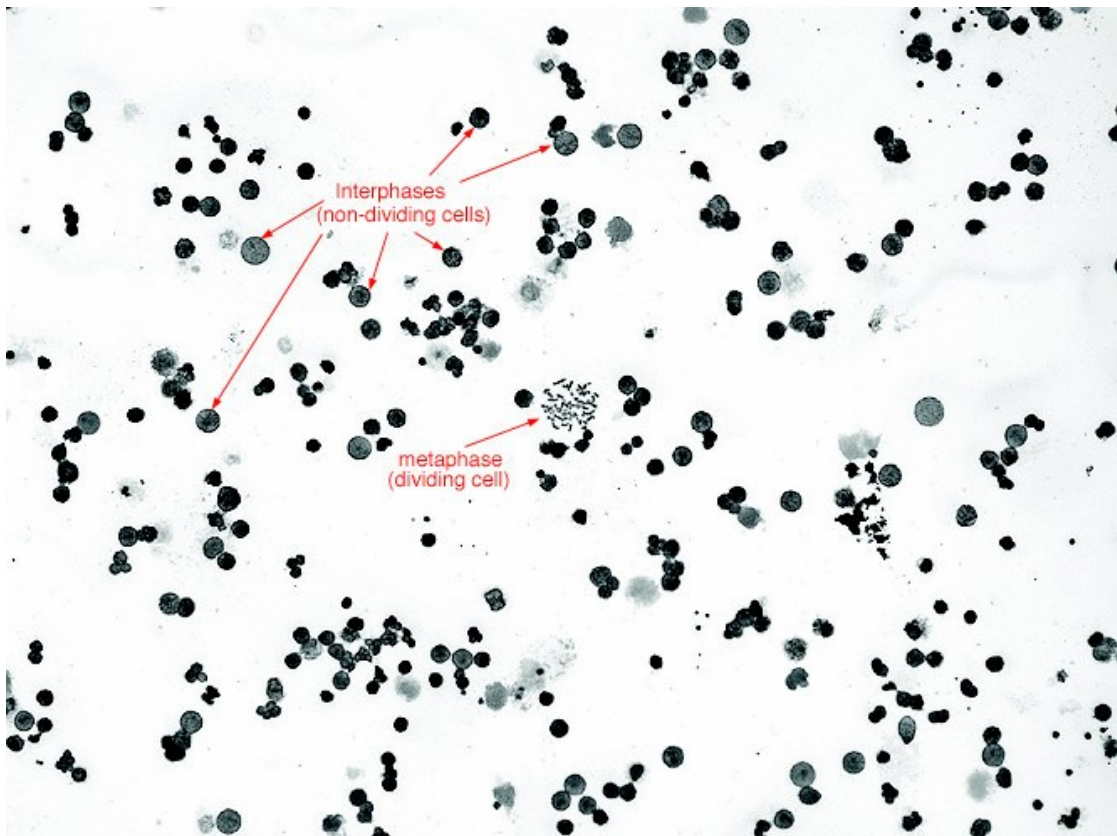 Interphases
(non-dividing cells)
metaphase
(dividing cell)